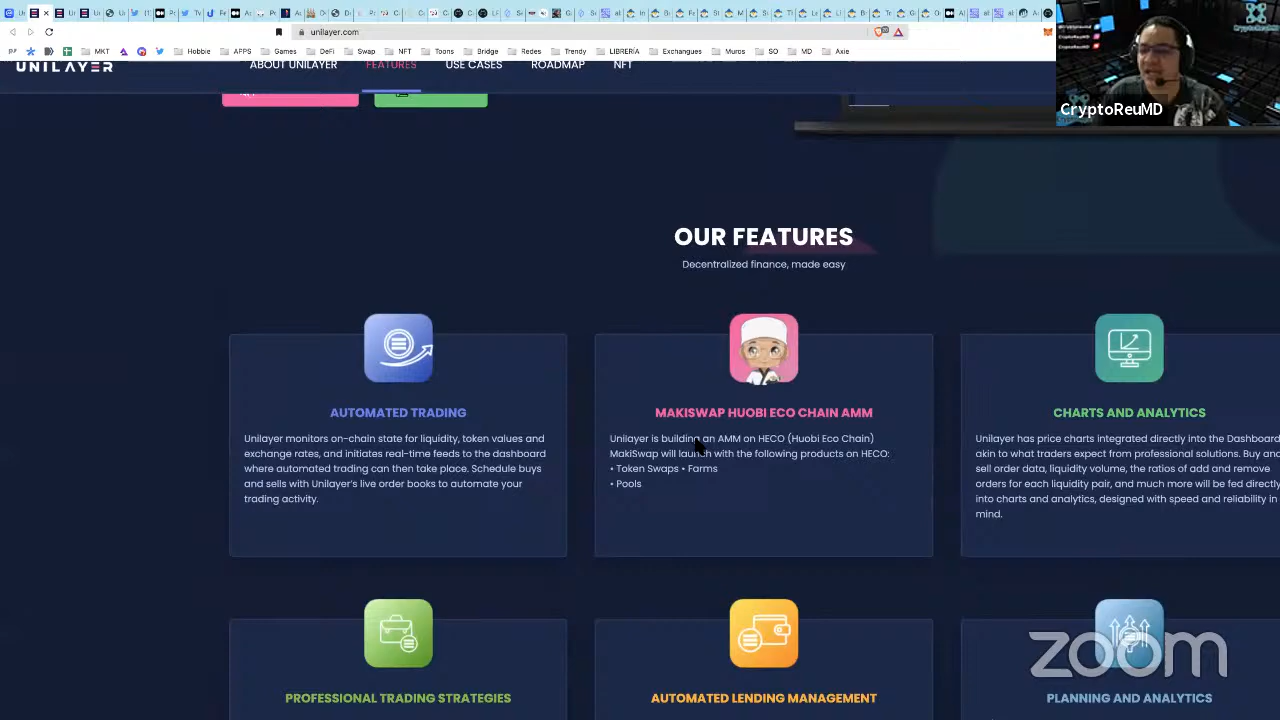 unilayer.com
MKT
Hobbie
APPS
Games
DeFi
Swap
NFT
Toons
Bridge
Redes
Trendy
LIBRERÍA
Exchangues
Muros
SO
MD
Axie
UNILAYER
ABOUT UNILAYER
FEATURES
USE CASES
ROADMAP
NFT
CryptoReuMD
OUR FEATURES
Decentralized finance, made easy
AUTOMATED TRADING
Unilayer monitors on-chain state for liquidity, token values and
exchange rates, and initiates real-time feeds to the dashboard
where automated trading can then take place. Schedule buys
and sells with Unilayer's live order books to automate your
trading activity.
MAKISWAP HUOBI ECO CHAIN AMM
Unilayer is building an AMM on HECO (Huobi Eco Chain)
MakiSwap will launch with the following products on HECO:
• Token Swaps • Farms
• Pools
CHARTS AND ANALYTICS
Unilayer has price charts integrated directly into the Dashboard
akin to what traders expect from professional solutions. Buy and
sell order data, liquidity volume, the ratios of add and remove
orders for each liquidity pair, and much more will be fed directly
into charts and analytics, designed with speed and reliability in
mind.
PROFESSIONAL TRADING STRATEGIES
AUTOMATED LENDING MANAGEMENT
PLANNING AND ANALYTICS
zoom